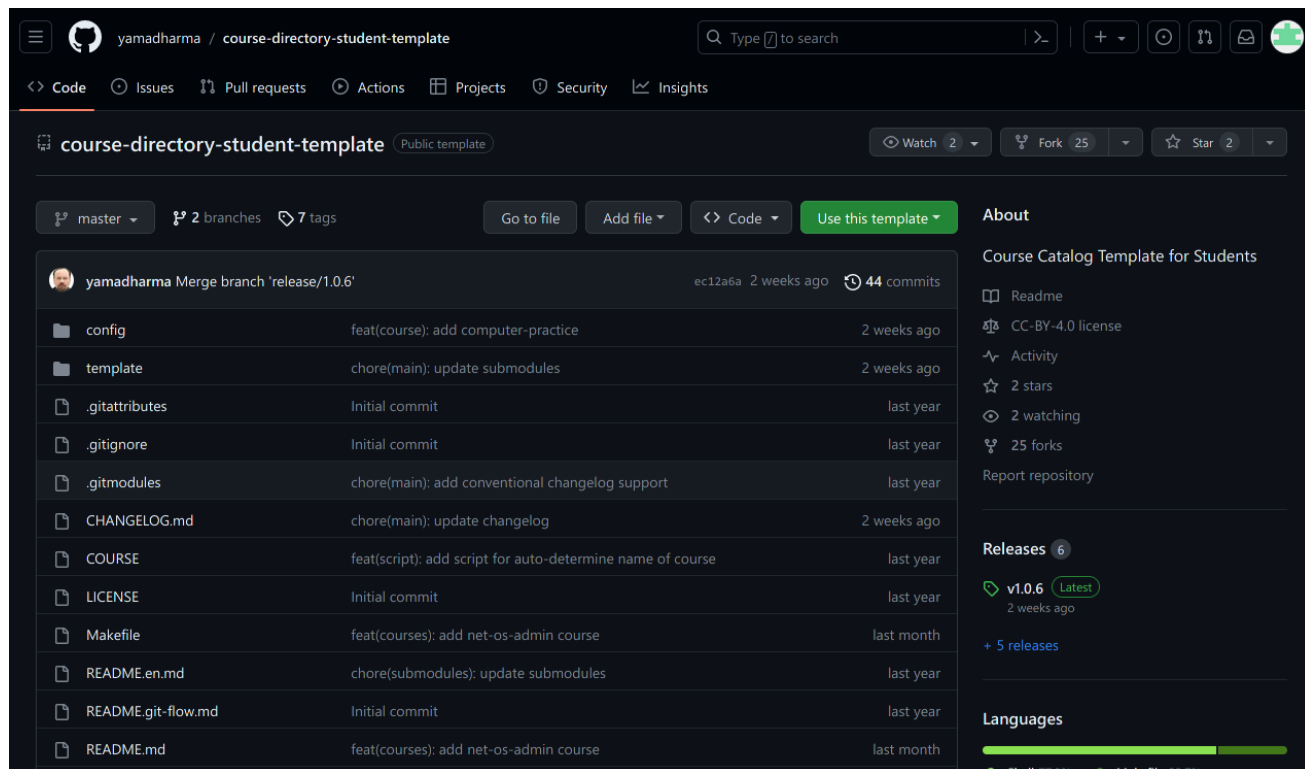 yamadharma / course-directory-student-template
Type / to search
Code Issues Pull requests Actions Projects Security Insights
course-directory-student-template Public template
Watch 2 Fork 25 Star 2
master 2 branches 7 tags Go to file Add file Code Use this template
yamadharma Merge branch 'release/1.0.6' ec12a6a 2 weeks ago 44 commits
config feat(course): add computer-practice 2 weeks ago
template chore(main): update submodules 2 weeks ago
.gitattributes Initial commit last year
.gitignore Initial commit last year
.gitmodules chore(main): add conventional changelog support last year
CHANGELOG.md chore(main): update changelog 2 weeks ago
COURSE feat(script): add script for auto-determine name of course last year
LICENSE Initial commit last year
Makefile feat(courses): add net-os-admin course last month
README.en.md chore(submodules): update submodules last year
README.git-flow.md Initial commit last year
README.md feat(courses): add net-os-admin course last month
About
Course Catalog Template for Students
Readme
CC-BY-4.0 license
Activity
2 stars
2 watching
25 forks
Report repository
Releases 6
v1.0.6 Latest
2 weeks ago
+ 5 releases
Languages